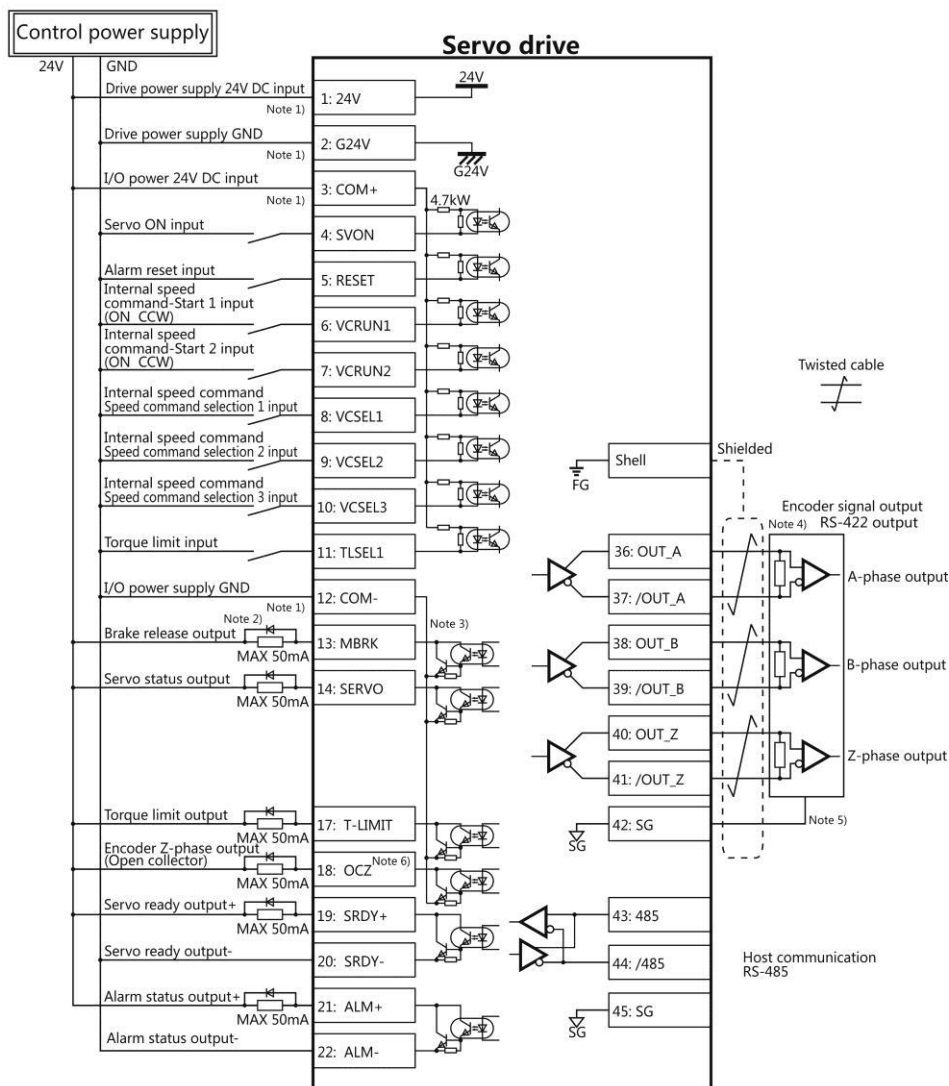 Control power supply
Servo drive
24V
GND
24V
Drive power supply 24V DC input
Note 1)
1: 24V
Drive power supply GND
Note 1)
2: G24V
G24V
I/O power 24V DC input
Note 1)
3: COM+
4.7kW
Servo ON input
4: SVON
Alarm reset input
5: RESET
Internal speed
command-Start 1 input
(ON CCW)
6: VCRUN1
Internal speed
command-Start 2 input
(ON CCW)
7: VCRUN2
Twisted cable
Internal speed command
Speed command selection 1 input
8: VCSEL1
Internal speed command
Speed command selection 2 input
9: VCSEL2
Shell
Shielded
FG
Internal speed command
Speed command selection 3 input
10: VCSEL3
Encoder signal output
RS-422 output
Note 4)
Torque limit input
11: TLSEL1
36: OUT_A
A-phase output
I/O power supply GND
Note 1)
12: COM-
37: /OUT_A
Note 2)
Note 3)
Brake release output
MAX 50mA
13: MBRK
38: OUT_B
B-phase output
Servo status output
MAX 50mA
14: SERVO
39: /OUT_B
40: OUT_Z
Z-phase output
41: /OUT_Z
Torque limit output
MAX 50mA
17: T-LIMIT
42: SG
SG
Note 5)
Encoder Z-phase output
(Open collector)
MAX 50mA
18: OCZ Note 6)
Servo ready output+
MAX 50mA
19: SRDY+
43: 485
Servo ready output-
20: SRDY-
44: /485
Host communication
RS-485
Alarm status output+
MAX 50mA
21: ALM+
45: SG
SG
Alarm status output-
22: ALM-